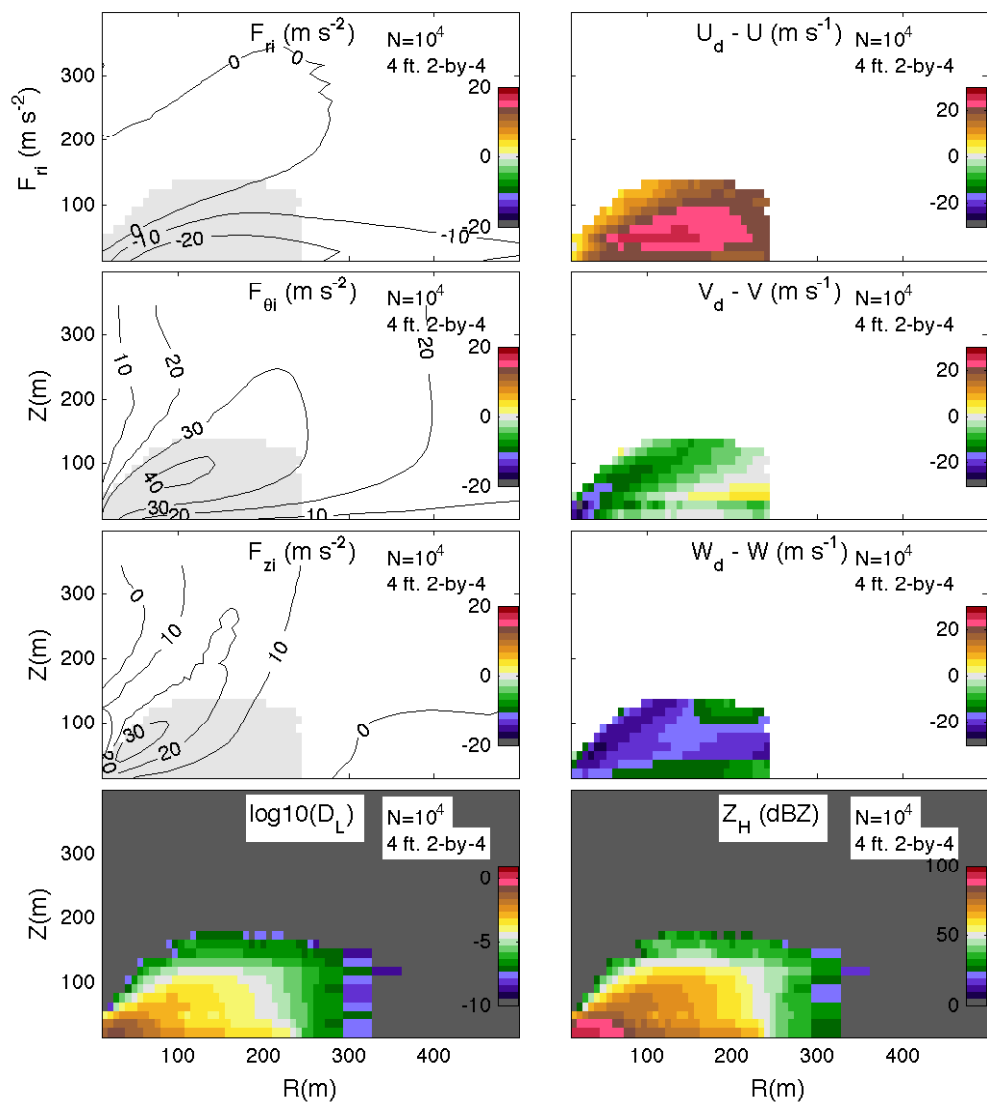 F_ri (m s^-2)
N=10^4
4 ft. 2-by-4
300
200
100
F_ri (m s^-2)
0
0
0
-10
-20
-10
20
0
-20
U_d - U (m s^-1)
N=10^4
4 ft. 2-by-4
20
0
-20
F_θi (m s^-2)
N=10^4
4 ft. 2-by-4
300
200
100
Z(m)
10
20
20
30
40
30
20
10
20
0
-20
V_d - V (m s^-1)
N=10^4
4 ft. 2-by-4
20
0
-20
F_zi (m s^-2)
N=10^4
4 ft. 2-by-4
300
200
100
Z(m)
0
10
10
30
20
20
0
20
0
-20
W_d - W (m s^-1)
N=10^4
4 ft. 2-by-4
20
0
-20
log10(D_L)
N=10^4
4 ft. 2-by-4
300
200
100
Z(m)
0
-5
-10
100
200
300
400
R(m)
Z_H (dBZ)
N=10^4
4 ft. 2-by-4
100
50
0
100
200
300
400
R(m)